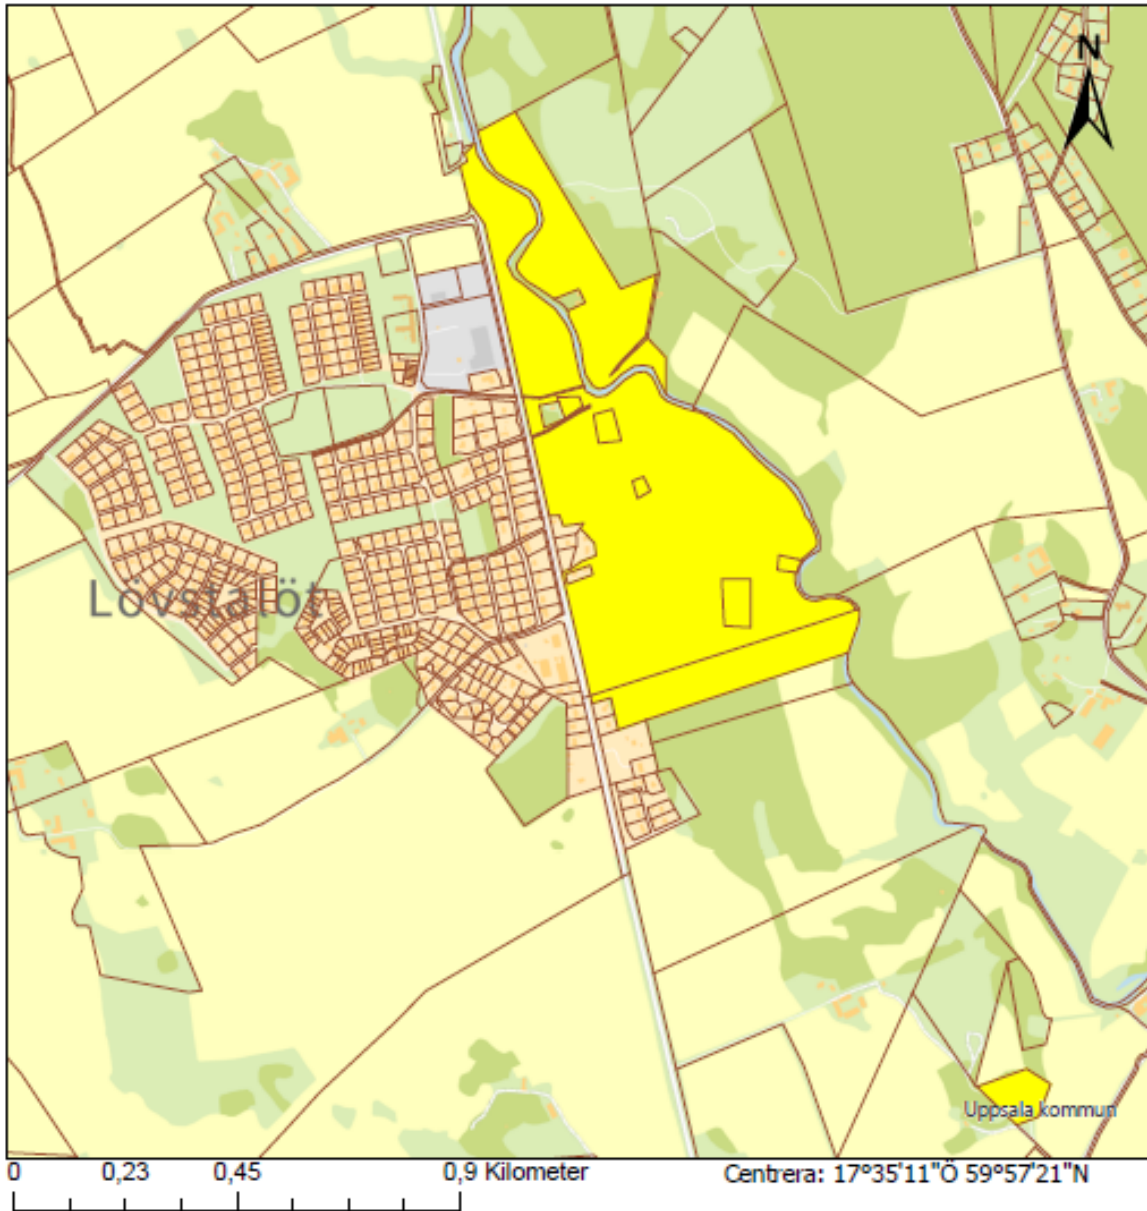 N
Lövstalöt
Uppsala kommun
0 0,23 0,45 0,9 Kilometer
Centrera: 17°35'11"Ö 59°57'21"N